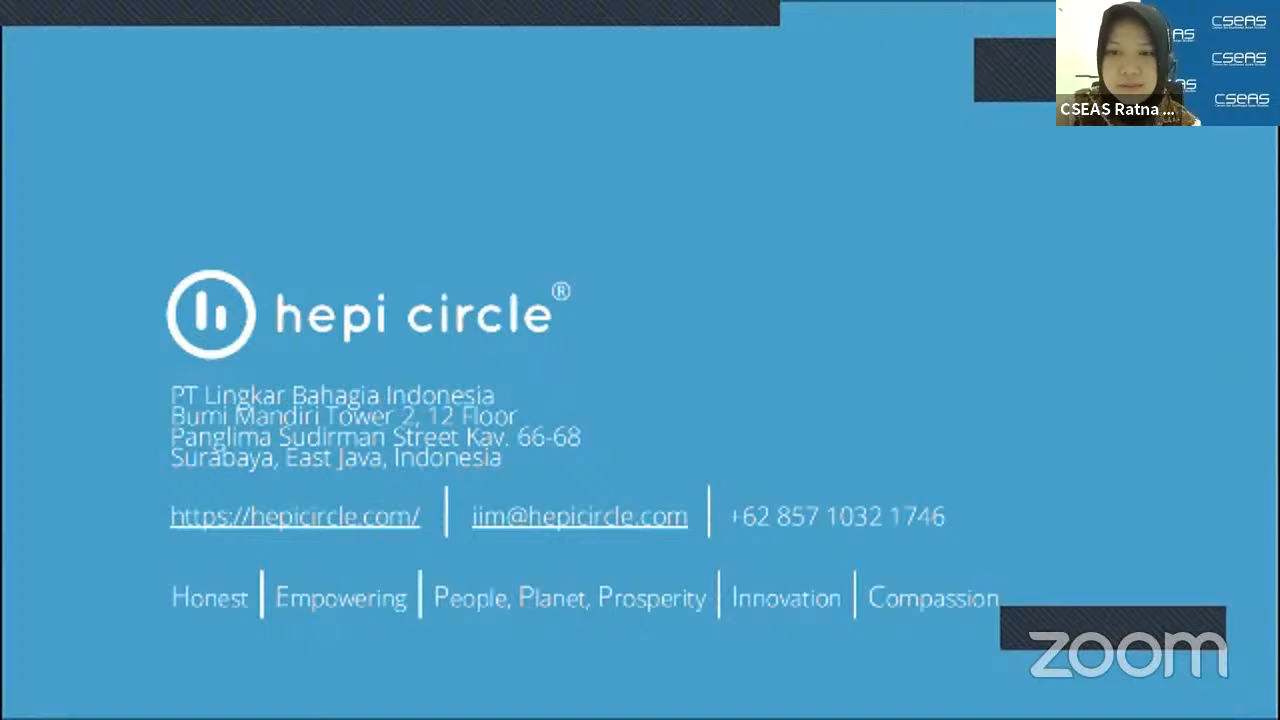 CSEAS
AS
CSEAS
AS
CSEAS
CSEAS Ratna ...
hepi circle®
PT Lingkar Bahagia Indonesia
Bumi Mandiri Tower 2, 12 Floor
Panglima Sudirman Street Kav. 66-68
Surabaya, East Java, Indonesia
https://hepicircle.com/ iim@hepicircle.com +62 857 1032 1746
Honest Empowering People, Planet, Prosperity Innovation Compassion
zoom